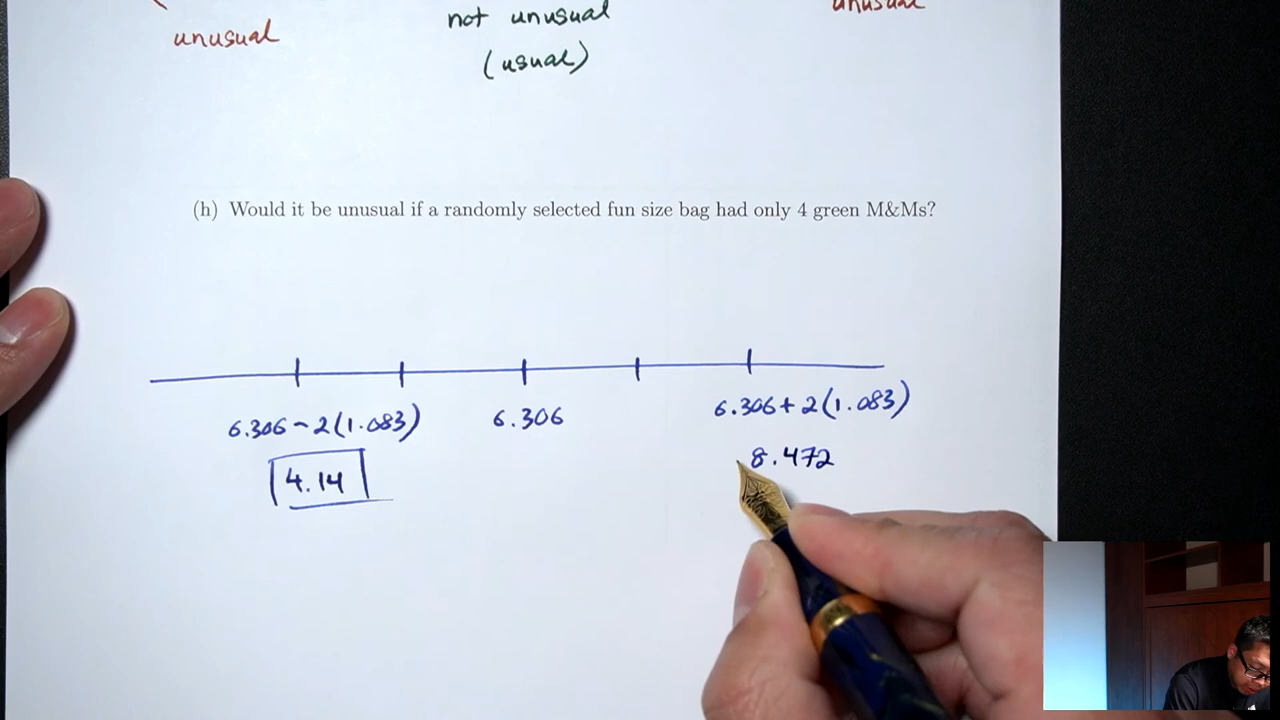 unusual
not unusual
(usual)
unusual
(h) Would it be unusual if a randomly selected fun size bag had only 4 green M&Ms?
6.306 - 2(1.083)
6.306
6.306 + 2(1.083)
4.14
8.472